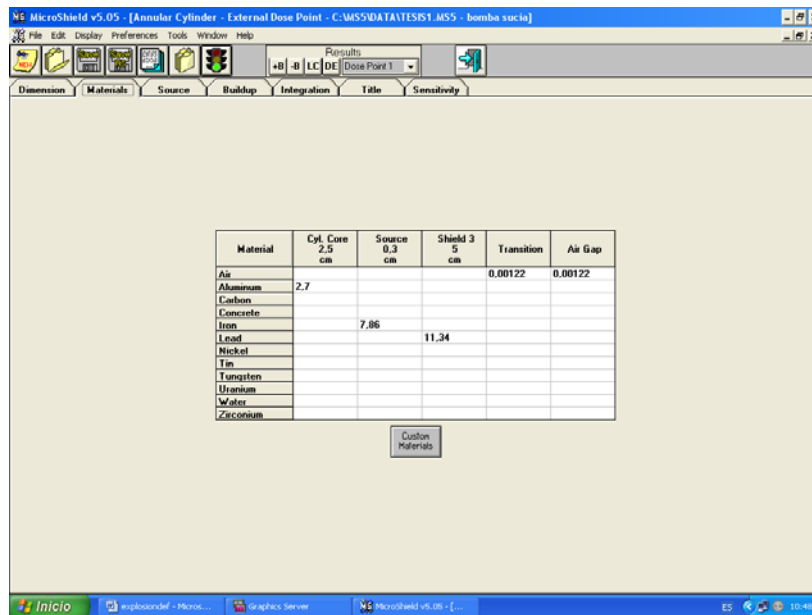 MicroShield v5.05 - [Annular Cylinder - External Dose Point - C:\MS5\DATA\TESIS1.MS5 - bomba sucia]
File Edit Display Preferences Tools Window Help
Results
+B -B LC DE Dose Point 1
Dimension Materials Source Buildup Integration Title Sensitivity
Material Cyl. Core 2,5 cm Source 0,3 cm Shield 3 5 cm Transition Air Gap
Air 0,00122 0,00122
Aluminum 2,7
Carbon
Concrete
Iron 7,86
Lead 11,34
Nickel
Tin
Tungsten
Uranium
Water
Zirconium
Custom
Materials
Inicio explosiondef - Micros... Graphics Server MicroShield v5.05 - [... ES